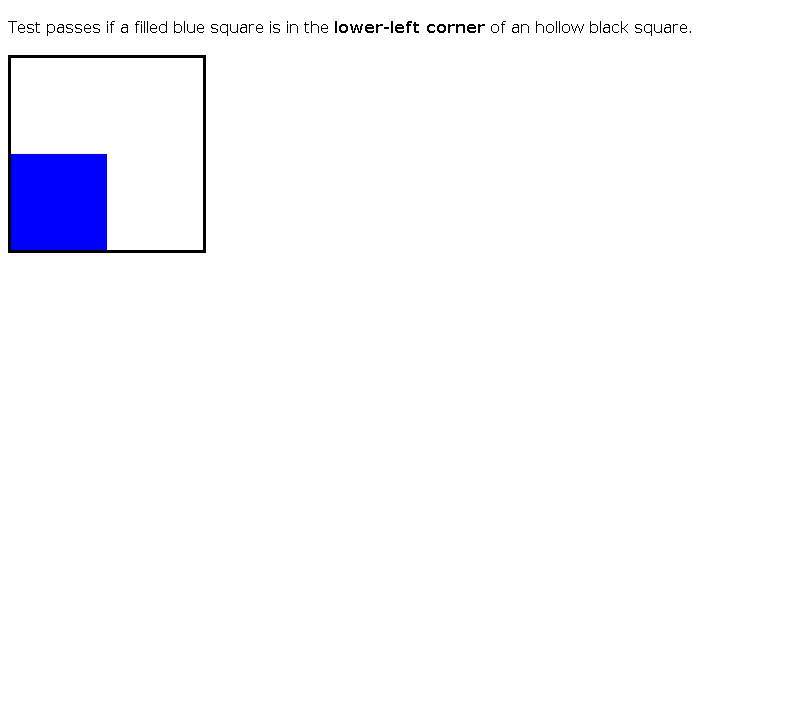 Test passes if a filled blue square is in the lower-left corner of an hollow black square.